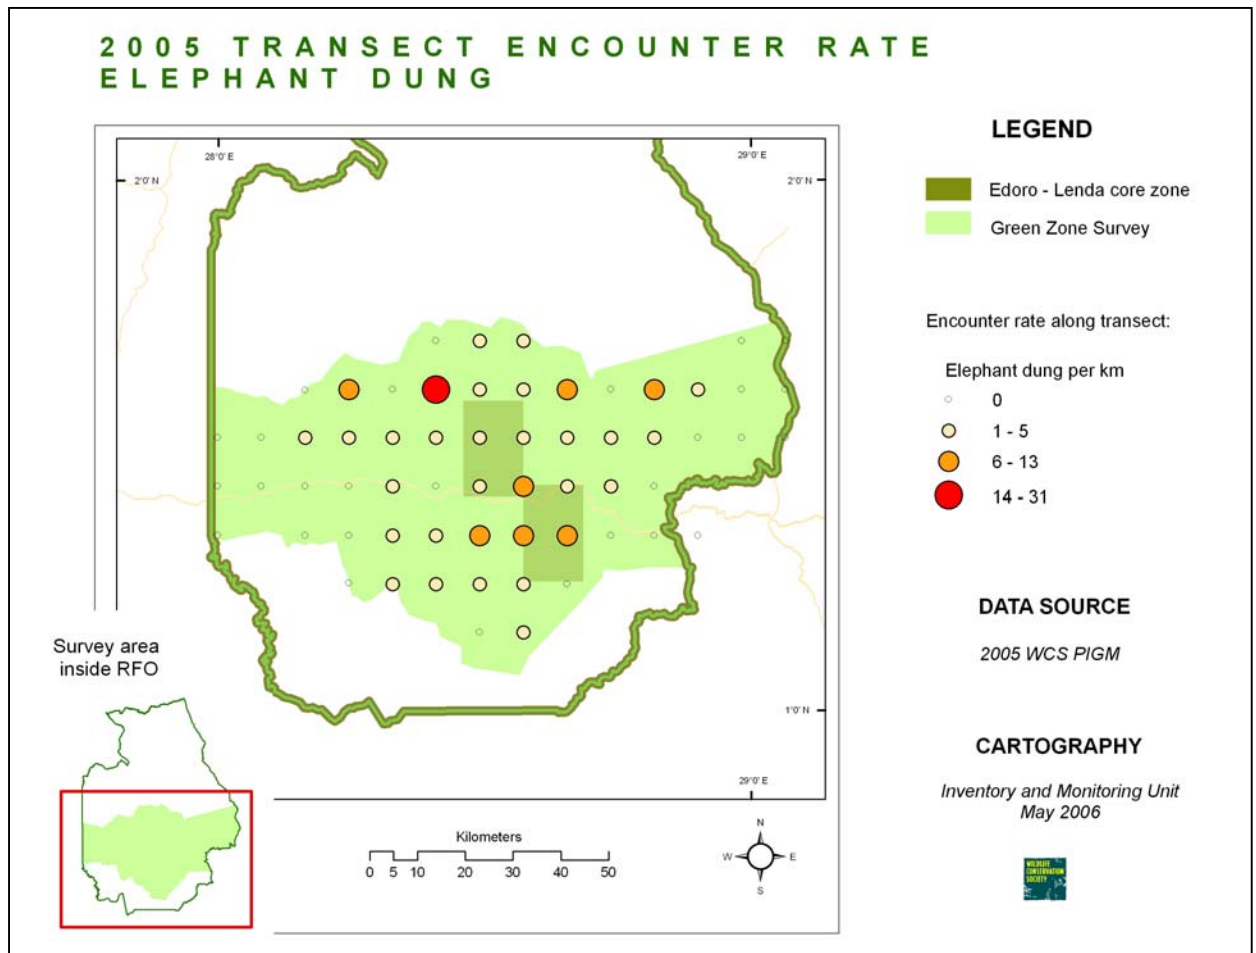 2005 TRANSECT ENCOUNTER RATE
ELEPHANT DUNG
28°0' E
29°0' E
2°0' N
2°0' N
1°0' N
29°0' E
LEGEND
Edoro - Lenda core zone
Green Zone Survey
Encounter rate along transect:
Elephant dung per km
0
1 - 5
6 - 13
14 - 31
DATA SOURCE
2005 WCS PIGM
CARTOGRAPHY
Inventory and Monitoring Unit
May 2006
WILDLIFE
CONSERVATION
SOCIETY
Survey area
inside RFO
Kilometers
0 5 10 20 30 40 50
N
W E
S